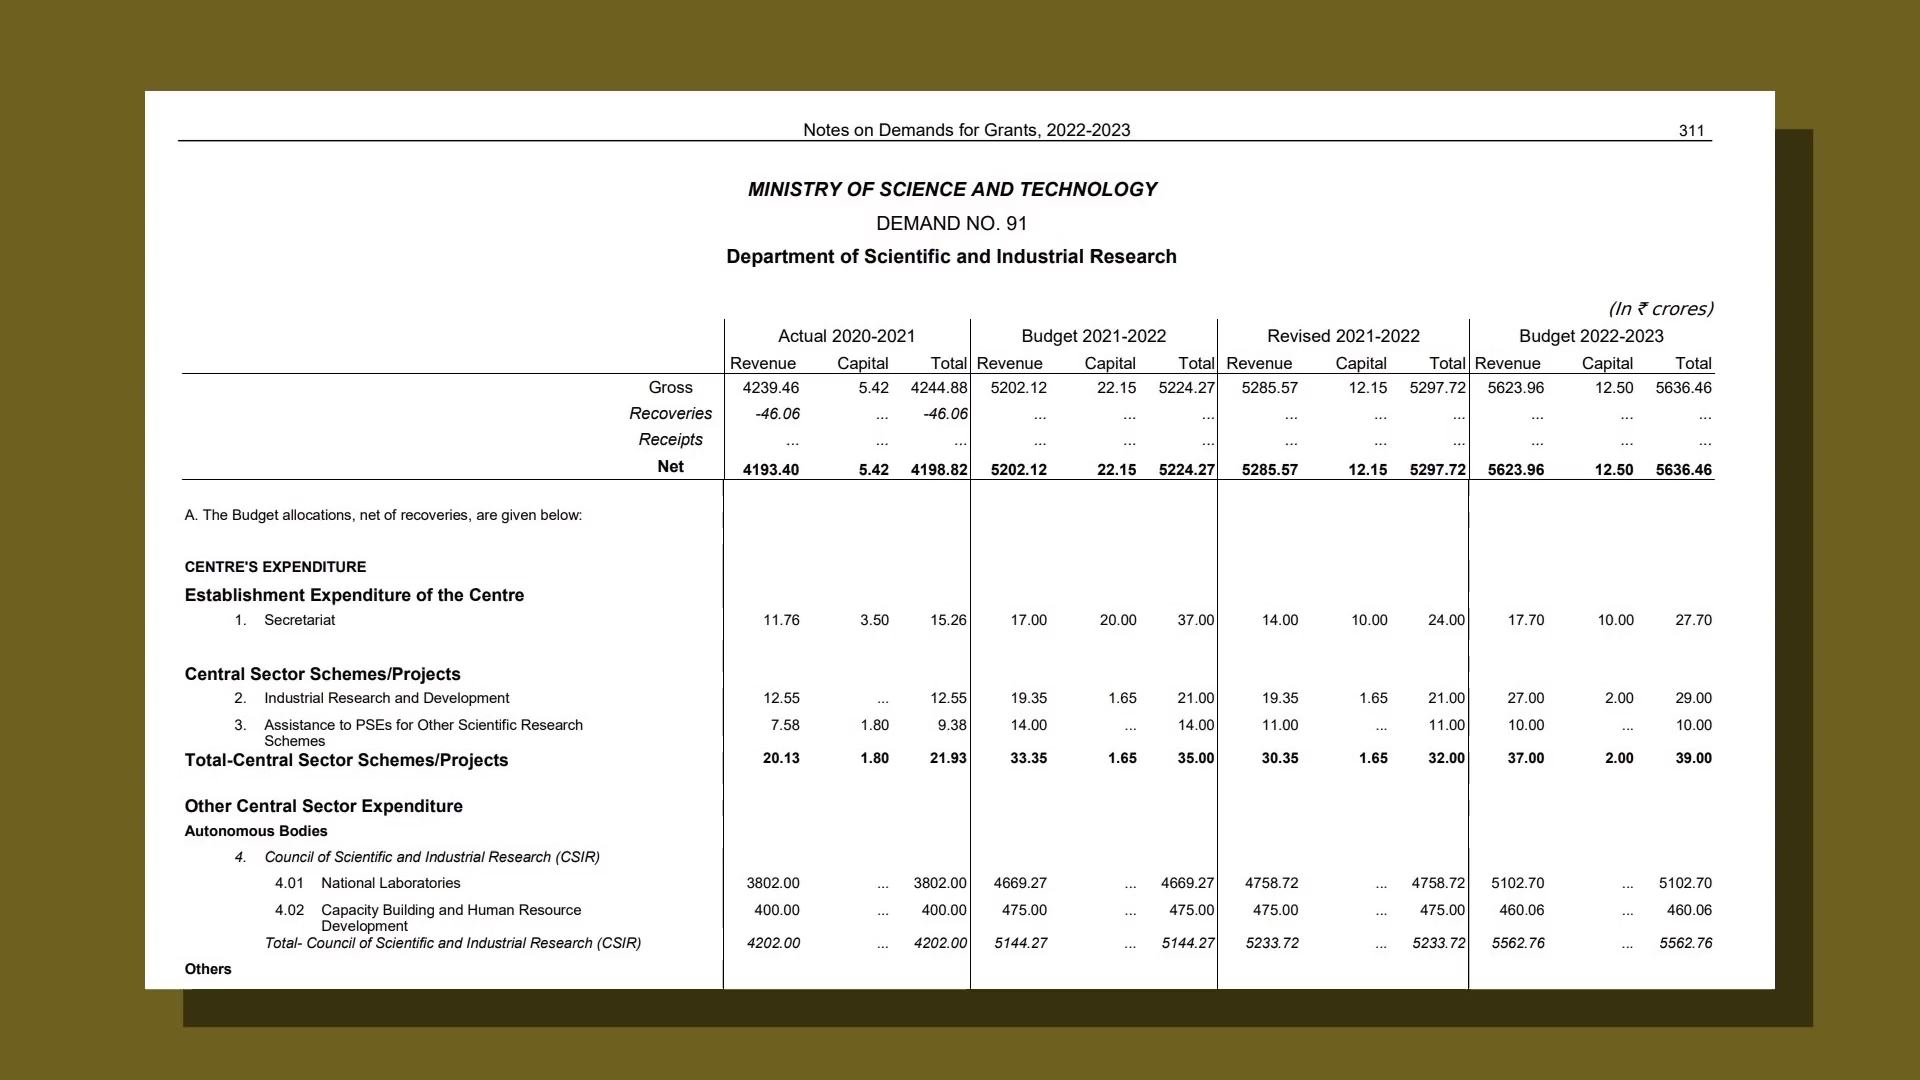 Notes on Demands for Grants, 2022-2023 311
MINISTRY OF SCIENCE AND TECHNOLOGY
DEMAND NO. 91
Department of Scientific and Industrial Research
(In ₹ crores)
Actual 2020-2021 Budget 2021-2022 Revised 2021-2022 Budget 2022-2023
Revenue Capital Total Revenue Capital Total Revenue Capital Total Revenue Capital Total
Gross 4239.46 5.42 4244.88 5202.12 22.15 5224.27 5285.57 12.15 5297.72 5623.96 12.50 5636.46
Recoveries -46.06 ... -46.06 ... ... ... ... ... ... ... ... ...
Receipts ... ... ... ... ... ... ... ... ... ... ... ...
Net 4193.40 5.42 4198.82 5202.12 22.15 5224.27 5285.57 12.15 5297.72 5623.96 12.50 5636.46
A. The Budget allocations, net of recoveries, are given below:
CENTRE'S EXPENDITURE
Establishment Expenditure of the Centre
1. Secretariat 11.76 3.50 15.26 17.00 20.00 37.00 14.00 10.00 24.00 17.70 10.00 27.70
Central Sector Schemes/Projects
2. Industrial Research and Development 12.55 ... 12.55 19.35 1.65 21.00 19.35 1.65 21.00 27.00 2.00 29.00
3. Assistance to PSEs for Other Scientific Research 7.58 1.80 9.38 14.00 ... 14.00 11.00 ... 11.00 10.00 ... 10.00
Schemes
Total-Central Sector Schemes/Projects 20.13 1.80 21.93 33.35 1.65 35.00 30.35 1.65 32.00 37.00 2.00 39.00
Other Central Sector Expenditure
Autonomous Bodies
4. Council of Scientific and Industrial Research (CSIR)
4.01 National Laboratories 3802.00 ... 3802.00 4669.27 ... 4669.27 4758.72 ... 4758.72 5102.70 ... 5102.70
4.02 Capacity Building and Human Resource 400.00 ... 400.00 475.00 ... 475.00 475.00 ... 475.00 460.06 ... 460.06
Development
Total- Council of Scientific and Industrial Research (CSIR) 4202.00 ... 4202.00 5144.27 ... 5144.27 5233.72 ... 5233.72 5562.76 ... 5562.76
Others